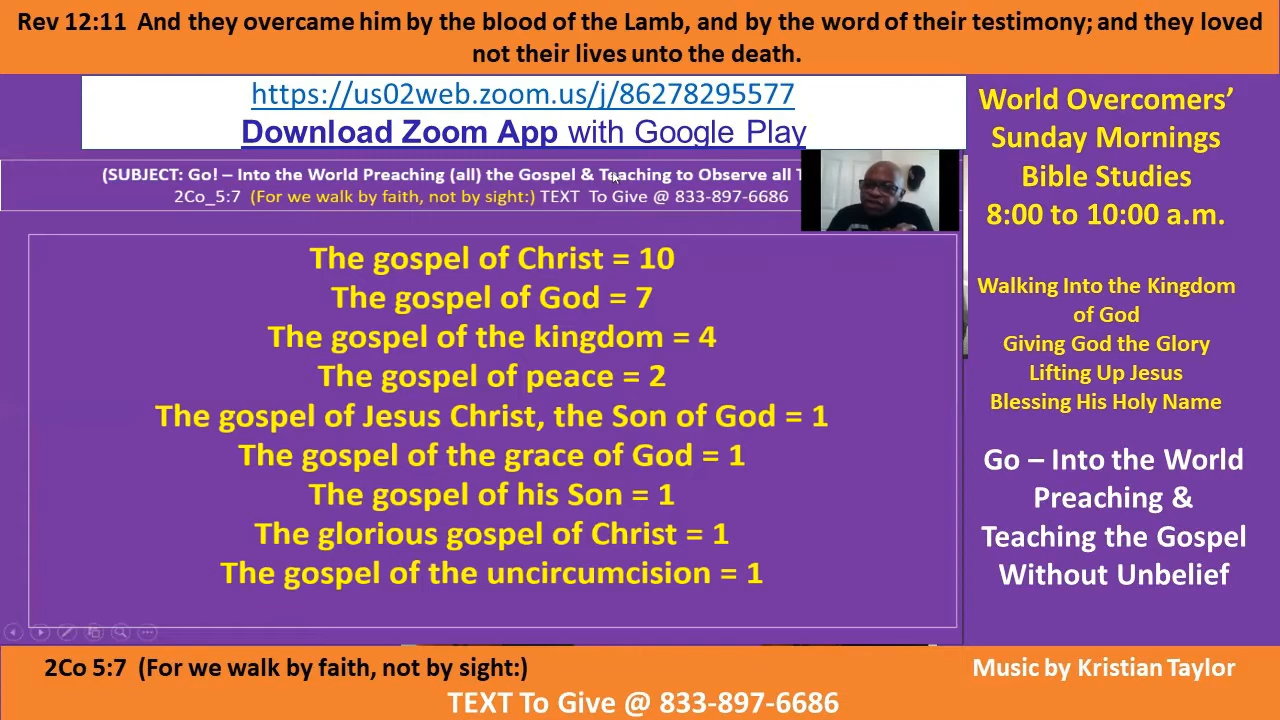 Rev 12:11  And they overcame him by the blood of the Lamb, and by the word of their testimony; and they loved
not their lives unto the death.
https://us02web.zoom.us/j/86278295577
Download Zoom App with Google Play
(SUBJECT: Go! – Into the World Preaching (all) the Gospel & Teaching to Observe all
2Co_5:7  (For we walk by faith, not by sight:) TEXT  To Give @ 833-897-6686
The gospel of Christ = 10
The gospel of God = 7
The gospel of the kingdom = 4
The gospel of peace = 2
The gospel of Jesus Christ, the Son of God = 1
The gospel of the grace of God = 1
The gospel of his Son = 1
The glorious gospel of Christ = 1
The gospel of the uncircumcision = 1
World Overcomers’
Sunday Mornings
Bible Studies
8:00 to 10:00 a.m.
Walking Into the Kingdom
of God
Giving God the Glory
Lifting Up Jesus
Blessing His Holy Name
Go – Into the World
Preaching &
Teaching the Gospel
Without Unbelief
2Co 5:7  (For we walk by faith, not by sight:)
Music by Kristian Taylor
TEXT To Give @ 833-897-6686